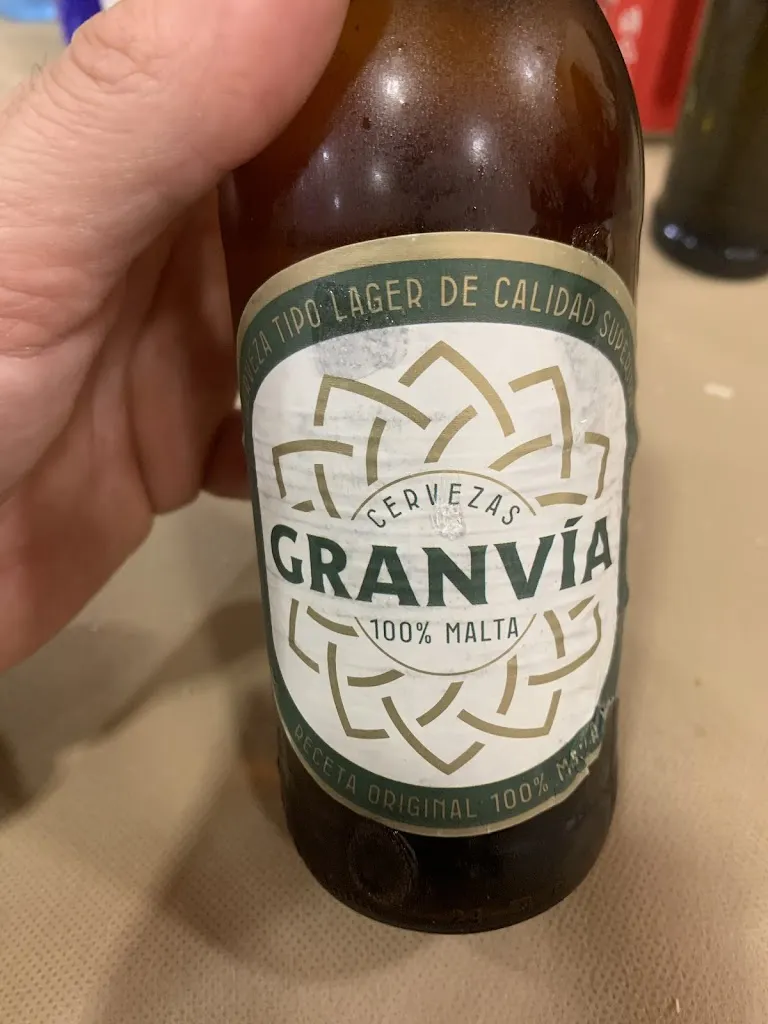 TIPO LAGER DE CALIDAD
CERVEZAS
GRANVÍA
100% MALTA
RECETA ORIGINAL 100%